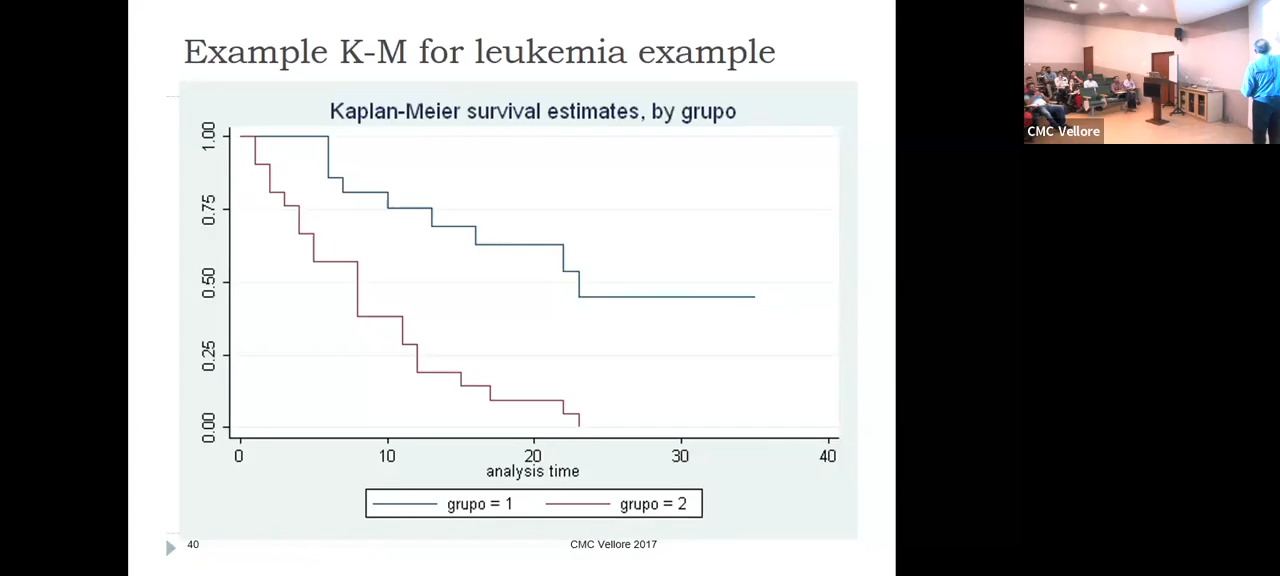 Example K-M for leukemia example
Kaplan-Meier survival estimates, by grupo
1.00
0.75
0.50
0.25
0.00
0 10 20 30 40
analysis time
grupo = 1 grupo = 2
40 CMC Vellore 2017
CMC Vellore